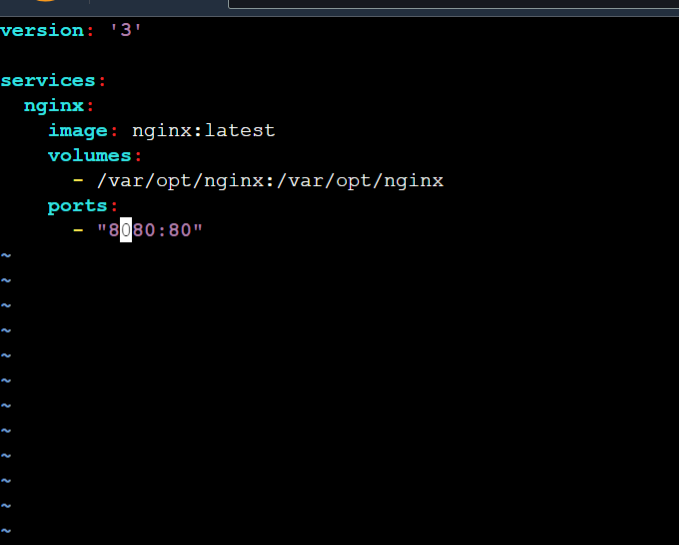 version: '3'
services:
nginx:
image: nginx:latest
volumes:
- /var/opt/nginx:/var/opt/nginx
ports:
- "8080:80"
~
~
~
~
~
~
~
~
~
~
~
~